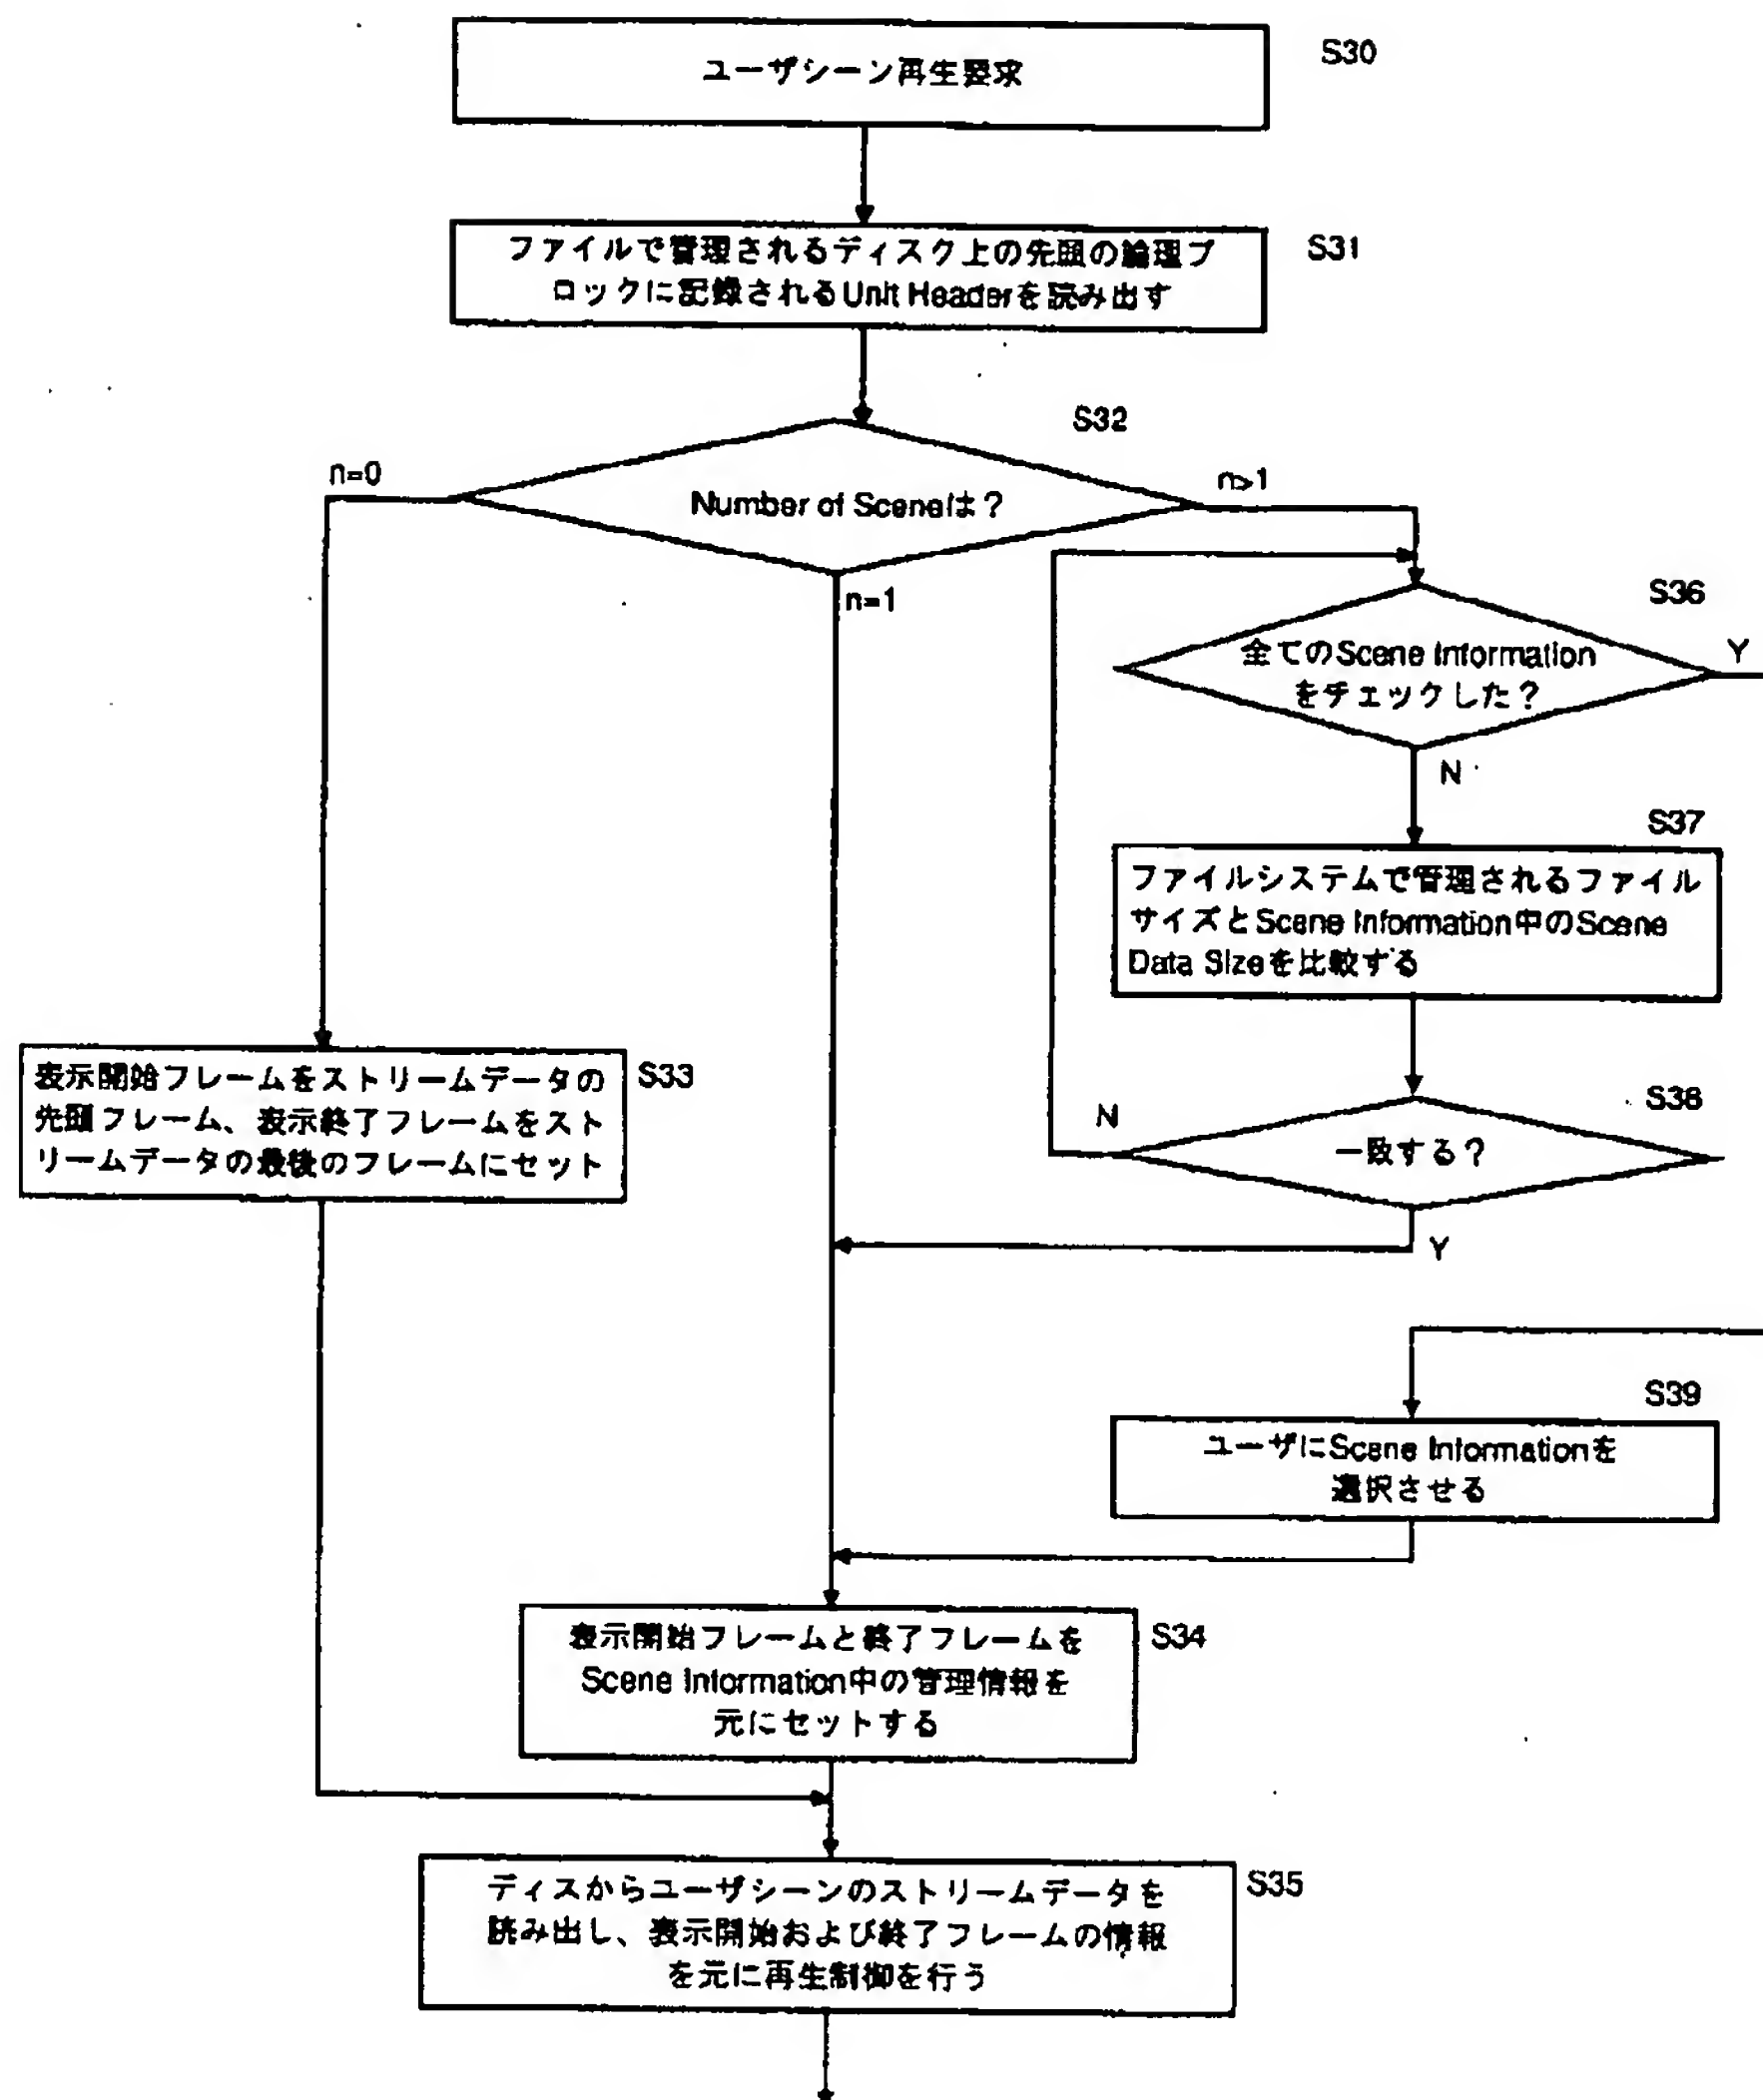 ユーザシーン再生要求
S30
ファイルで管理されるディスク上の先頭の論理ブ
ロックに記録されるUnit Headerを読み出す
S31
S32
n=0
Number of Sceneは？
n>1
n=1
S36
全てのScene Information
をチェックした？
Y
N
S37
ファイルシステムで管理されるファイル
サイズとScene Information中のScene
Data Sizeを比較する
S33
表示開始フレームをストリームデータの
先頭フレーム、表示終了フレームをスト
リームデータの最後のフレームにセット
S38
N
一致する？
Y
S39
ユーザにScene Informationを
選択させる
S34
表示開始フレームと終了フレームを
Scene Information中の管理情報を
元にセットする
S35
ディスからユーザシーンのストリームデータを
読み出し、表示開始および終了フレームの情報
を元に再生制御を行う